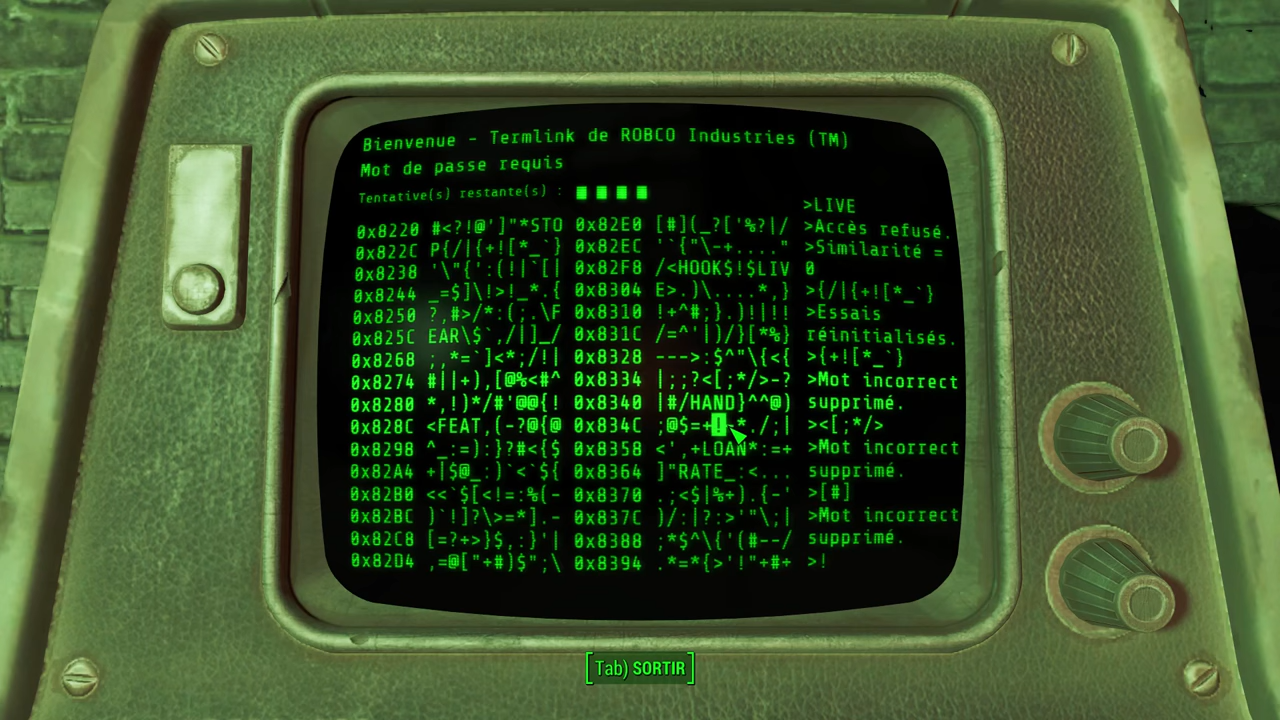 Bienvenue - Termlink de ROBCO Industries (TM)
Mot de passe requis
Tentative(s) restante(s) :
0x8220 #<?!@']"*STO
0x822C P{/|{+![*_`}
0x8238 '\"{':(!|`[|
0x8244 _=$]\!>!_*.{
0x8250 ?,#>/*:(;.\F
0x825C EAR\$`,/|]_/
0x8268 ;,*=`]<*;/!|
0x8274 #||+),[@%<#^
0x8280 *,!)*/#'@@{!
0x828C <FEAT,(-?@{@
0x8298 ^_:=):}?#<{$
0x82A4 +|$@_:)`<`${
0x82B0 <<`$[<!=:%(-
0x82BC )`!]?\>=*].-
0x82C8 [=?+>}$,:}'|
0x82D4 ,=@["+#)$";\
0x82E0 [#](_?['%?|/
0x82EC '`{"\-+...."
0x82F8 /<HOOK$!$LIV
0x8304 E>.)\....*,}
0x8310 !+^#;}.)!|!!
0x831C /=^'|)/}[*%}
0x8328 --->:$^"\{<{
0x8334 |;;?<[;*/>-?
0x8340 |#/HAND}^^@)
0x834C ;@$=+!-*./;|
0x8358 <',+LOAN*:=+
0x8364 ]"RATE_:<...
0x8370 .;<$|%+).{-'
0x837C )/:|?:>'"\;|
0x8388 ;*$^\{'(#--/
0x8394 .*=*{>'!"+#+
>LIVE
>Accès refusé.
>Similarité =
0
>{/|{+![*_`}
>Essais
réinitialisés.
>{+![*_`}
>Mot incorrect
supprimé.
><[;*/>
>Mot incorrect
supprimé.
>[#]
>Mot incorrect
supprimé.
>!
[Tab) SORTIR]